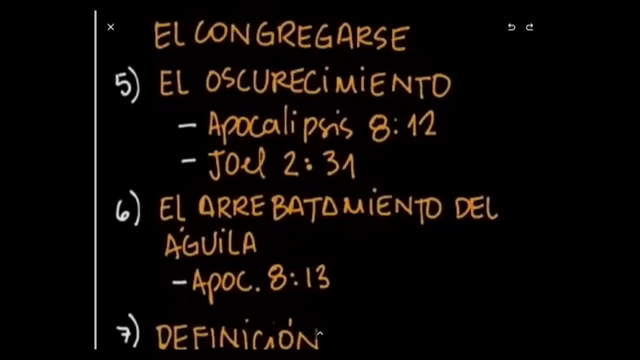 EL CONGREGARSE
5) EL OSCURECIMIENTO
- Apocalipsis 8:12
- Joel 2:31
6) EL ARREBATAMIENTO DEL
ÁGUILA
- Apoc. 8:13
7) DEFINICIÓN